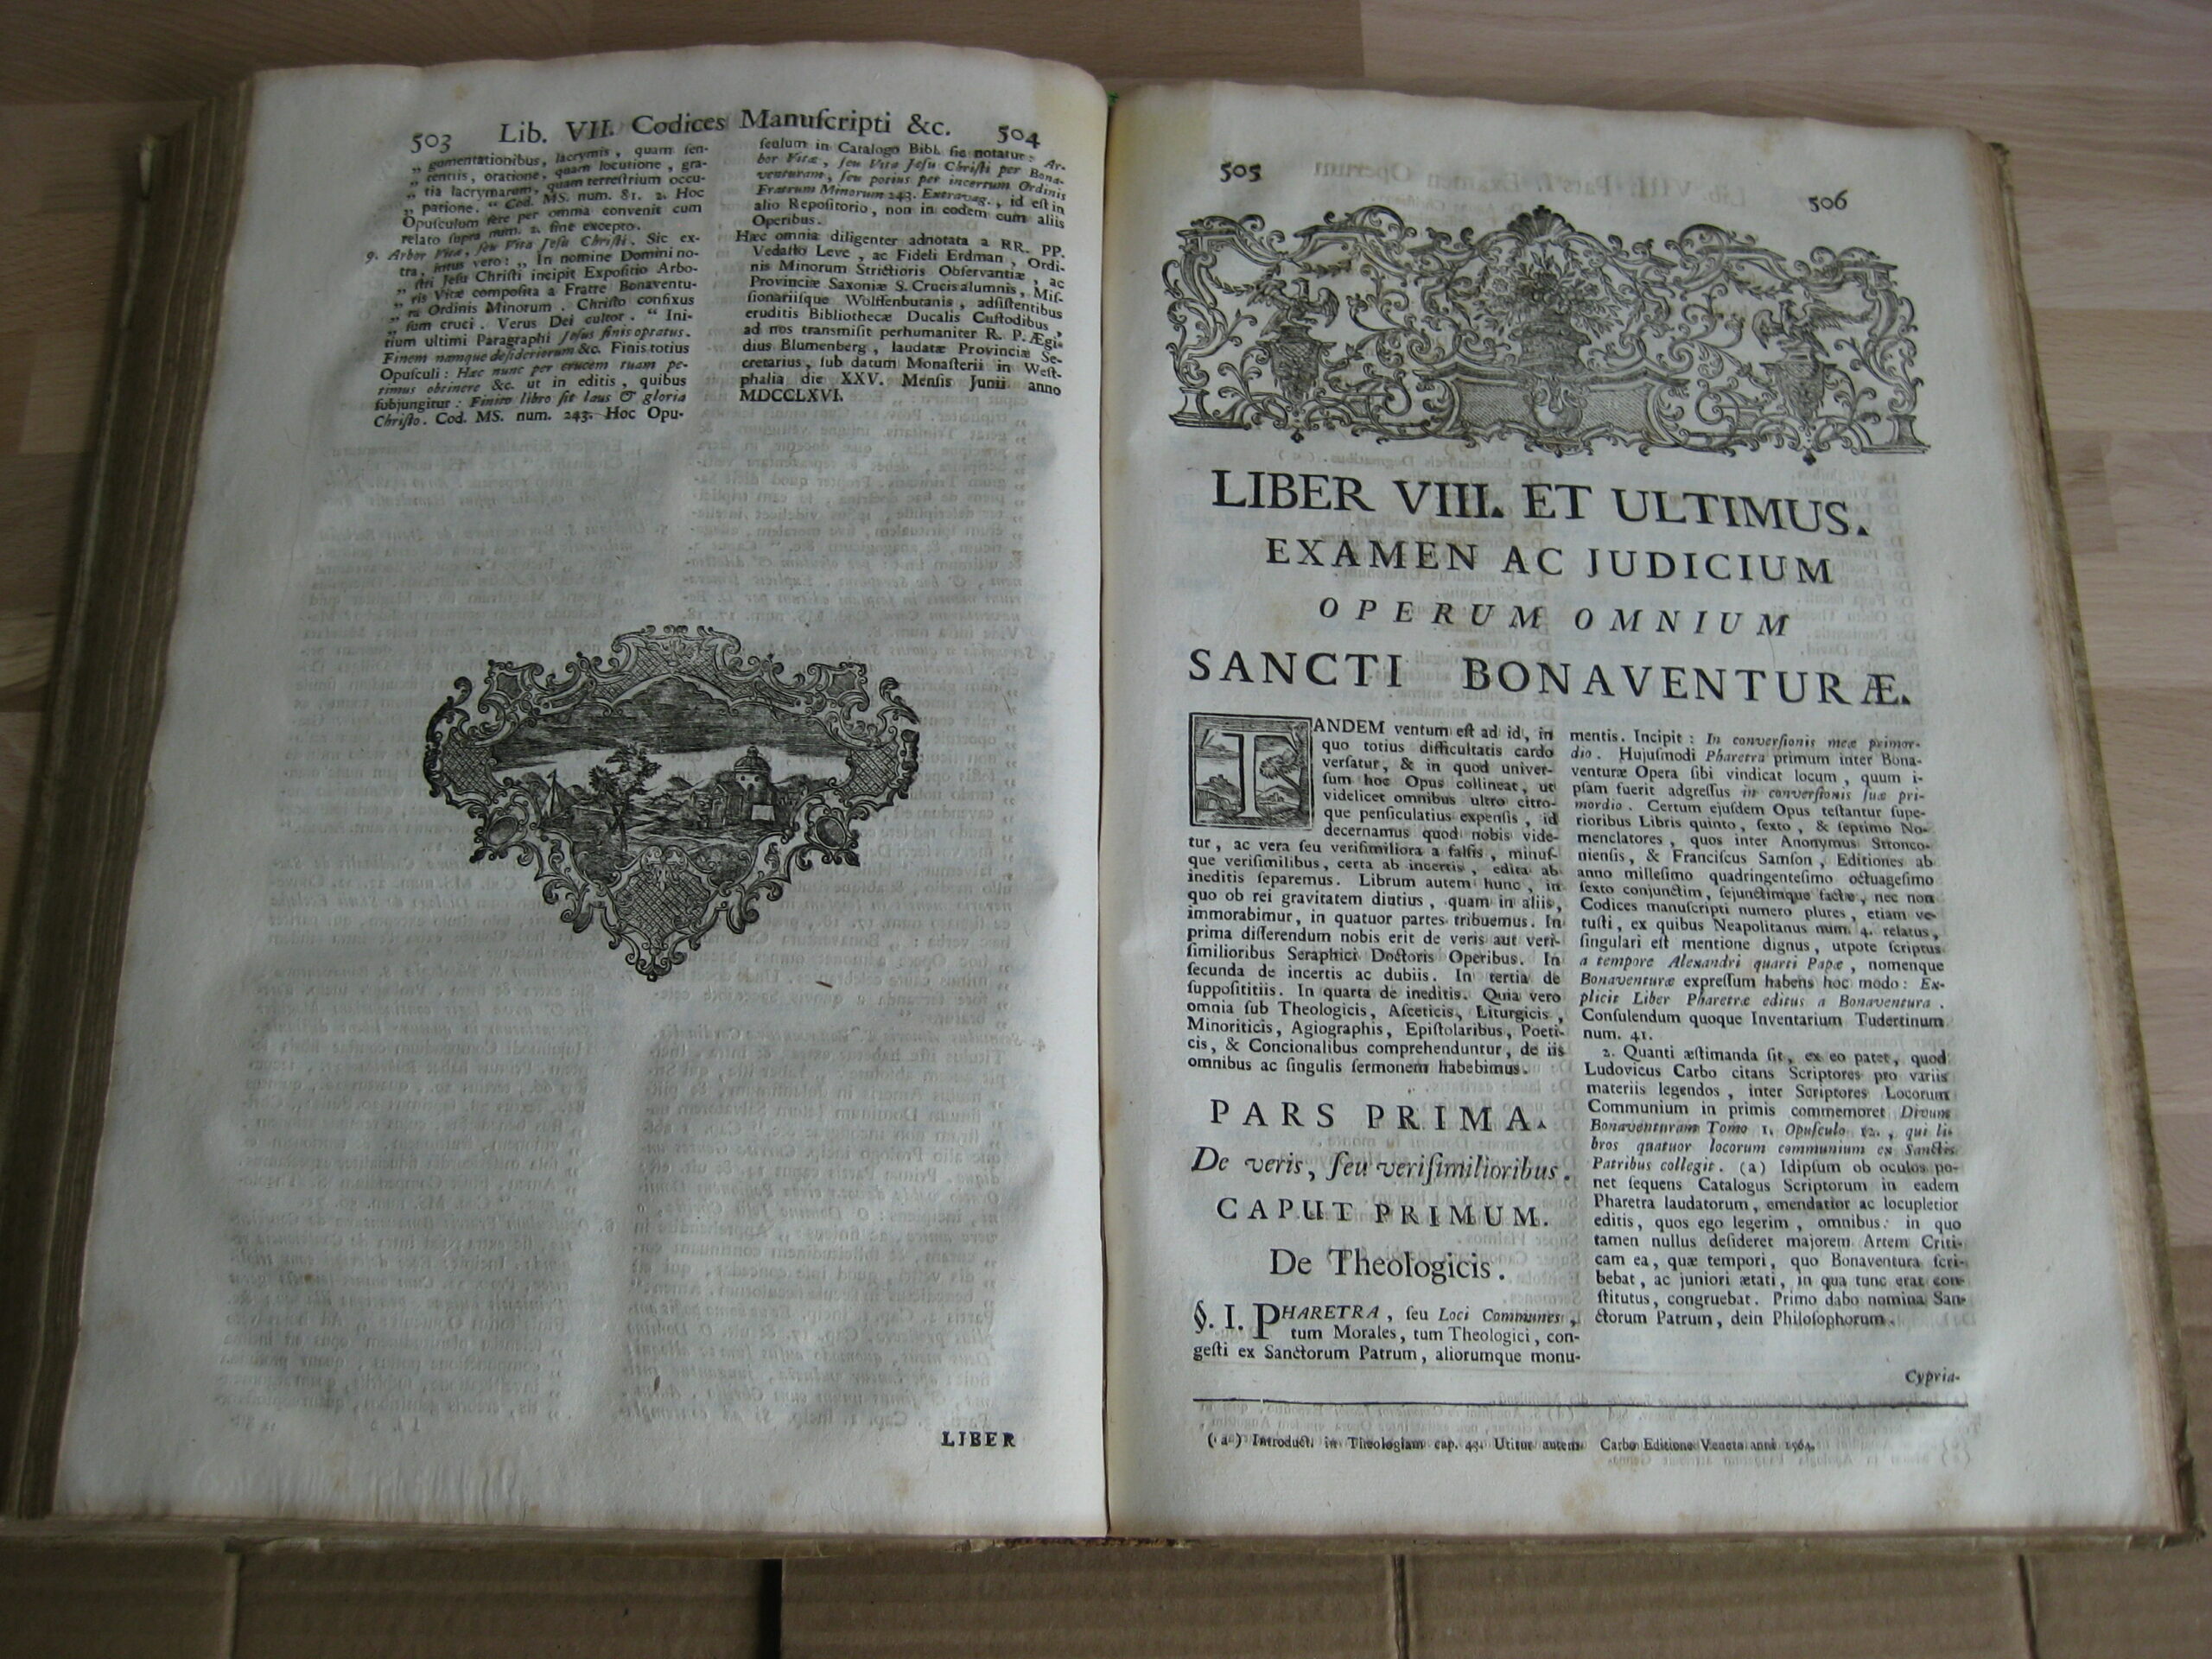 503 Lib. VII. Codices Manuſcripti &c. 504
„ gumentationibus, lacrymis, quam ſen-
„ tentiis, oratione, quam locutione, gra-
„ tia lacrymarum, quam terreſtrium occu-
„ patione. “ Cod. MS. num. 81. 2. Hoc
Opuſculum fere per omnia convenit cum
relato ſupra num. 2. fine excepto.
9. Arbor Vitæ, ſeu Vita Jeſu Chriſti. Sic ex-
tra, intus vero: „ In nomine Domini no-
„ ſtri Jeſu Chriſti incipit Expoſitio Arbo-
„ ris Vitæ compoſita a Fratre Bonaventu-
„ ra Ordinis Minorum. Chriſto confixus
„ ſum cruci. Verus Dei cultor. “ Ini-
tium ultimi Paragraphi Jeſus finis optatus.
Finem namque deſideriorum &c. Finis totius
Opuſculi: Hæc nunc per crucem tuam pe-
timus obtinere &c. ut in editis, quibus
ſubjungitur: Finito libro ſit laus & gloria
Chriſto. Cod. MS. num. 243. Hoc Opu-
ſculum in Catalogo Bibl. ſic notatur: Ar-
bor Vitæ, ſeu Vita Jeſu Chriſti per Bona-
venturam, ſeu potius per incertum Ordinis
Fratrum Minorum 243. Extravag., id eſt in
alio Repoſitorio, non in eodem cum aliis
Operibus.
Hæc omnia diligenter adnotata a RR. PP.
Vedaſto Leve, ac Fideli Erdman, Ordi-
nis Minorum Strictioris Obſervantiæ, ac
Provinciæ Saxoniæ S. Crucis alumnis, Miſ-
ſionariiſque Wolffenbutanis, adſiſtentibus
eruditis Bibliothecæ Ducalis Cuſtodibus,
ad nos transmiſit perhumaniter R. P. Ægi-
dius Blumenberg, laudatæ Provinciæ Se-
cretarius, ſub datum Monaſterii in Weſt-
phalia die XXV. Menſis Junii anno
MDCCLXVI.
LIBER
505 506
LIBER VIII. ET ULTIMUS.
EXAMEN AC JUDICIUM
OPERUM OMNIUM
SANCTI BONAVENTURÆ.
TANDEM ventum eſt ad id, in
quo totius difficultatis cardo
verſatur, & in quod univer-
ſum hoc Opus collineat, ut
videlicet omnibus ultro citro-
que penſiculatius expenſis, id
decernamus quod nobis vide-
tur, ac vera ſeu veriſimiliora a falſis, minuſ-
que veriſimilibus, certa ab incertis, edita ab
ineditis ſeparemus. Librum autem hunc, in
quo ob rei gravitatem diutius, quam in aliis,
immorabimur, in quatuor partes tribuemus. In
prima diſſerendum nobis erit de veris aut veri-
ſimilioribus Seraphici Doctoris Operibus. In
ſecunda de incertis ac dubiis. In tertia de
ſuppoſititiis. In quarta de ineditis. Quia vero
omnia ſub Theologicis, Aſceticis, Liturgicis,
Minoriticis, Agiographis, Epiſtolaribus, Poeti-
cis, & Concionalibus comprehenduntur, de iis
omnibus ac ſingulis ſermonem habebimus.
PARS PRIMA.
De veris, ſeu veriſimilioribus.
CAPUT PRIMUM.
De Theologicis.
§. I. PHARETRA, ſeu Loci Communes,
tum Morales, tum Theologici, con-
geſti ex Sanctorum Patrum, aliorumque monu-
mentis. Incipit: In converſionis meæ primor-
dio. Hujuſmodi Pharetra primum inter Bona-
venturæ Opera ſibi vindicat locum, quum i-
pſam fuerit adgreſſus in converſionis ſuæ pri-
mordio. Certum ejuſdem Opus teſtantur ſupe-
rioribus Libris quinto, ſexto, & ſeptimo No-
menclatores, quos inter Anonymus Stronco-
nienſis, & Franciſcus Samſon, Editiones ab
anno milleſimo quadringenteſimo octuageſimo
ſexto conjunctim, ſejunctimque factæ, nec non
Codices manuſcripti numero plures, etiam ve-
tuſti, ex quibus Neapolitanus num. 4. relatus,
ſingulari eſt mentione dignus, utpote ſcriptus
a tempore Alexandri quarti Papæ, nomenque
Bonaventuræ expreſſum habens hoc modo: Ex-
plicit Liber Pharetræ editus a Bonaventura.
Conſulendum quoque Inventarium Tudertinum
num. 41.
2. Quanti æſtimanda ſit, ex eo patet, quod
Ludovicus Carbo citans Scriptores pro variis
materiis legendos, inter Scriptores Locorum
Communium in primis commemoret Divum
Bonaventuram Tomo 1. Opuſculo 12., qui li-
bros quatuor locorum communium ex Sanctis
Patribus collegit. (a) Idipſum ob oculos po-
net ſequens Catalogus Scriptorum in eadem
Pharetra laudatorum, emendatior ac locupletior
editis, quos ego legerim, omnibus: in quo
tamen nullus deſideret majorem Artem Criti-
cam ea, quæ tempori, quo Bonaventura ſcri-
bebat, ac juniori ætati, in qua tunc erat con-
ſtitutus, congruebat. Primo dabo nomina San-
ctorum Patrum, dein Philoſophorum.
Cypria-
(a) Introduct. in Theologiam cap. 43. Utitur autem Carbo Editione Veneta anni 1564.